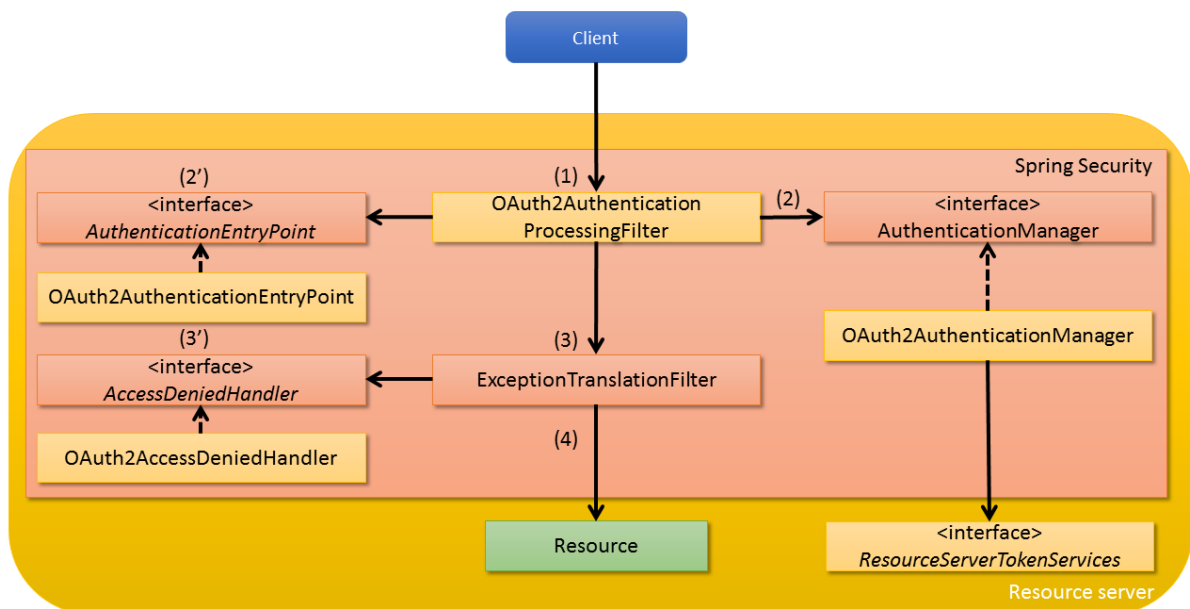 Client
Spring Security
(2’)
(1)
<interface>
AuthenticationEntryPoint
OAuth2Authentication
ProcessingFilter
(2)
<interface>
AuthenticationManager
OAuth2AuthenticationEntryPoint
OAuth2AuthenticationManager
(3’)
(3)
<interface>
AccessDeniedHandler
ExceptionTranslationFilter
(4)
OAuth2AccessDeniedHandler
Resource
<interface>
ResourceServerTokenServices
Resource server